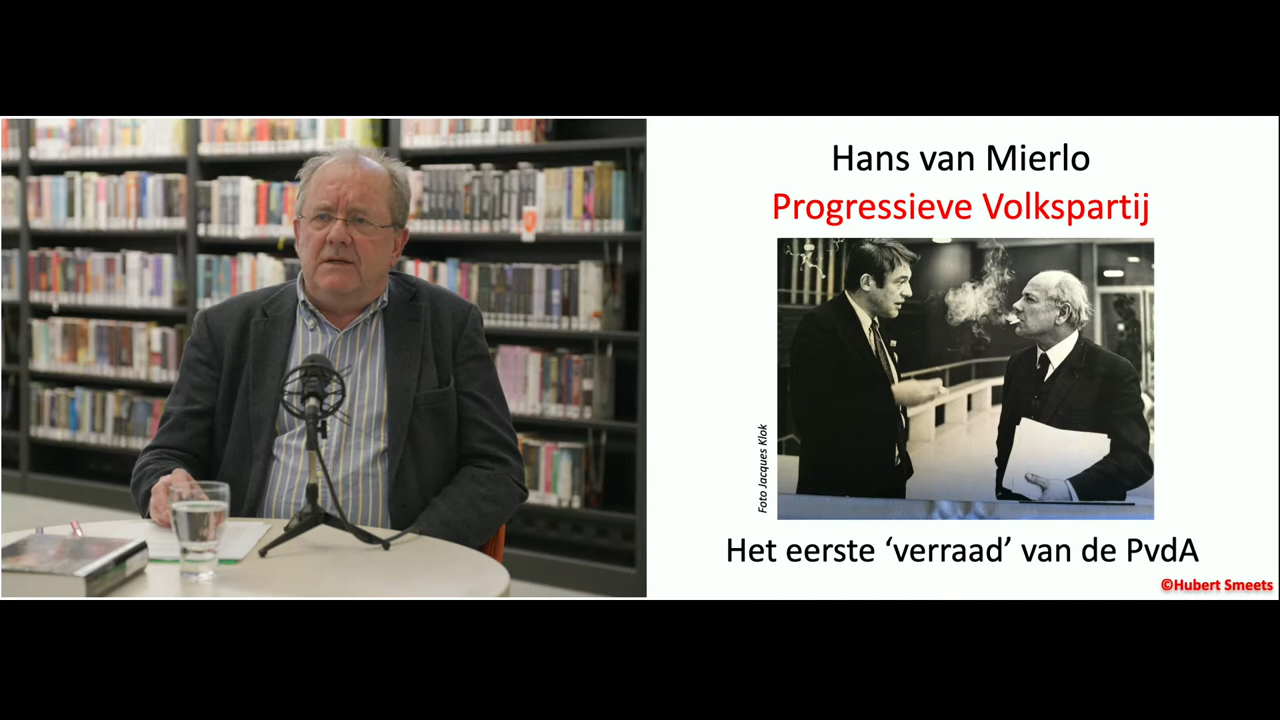 Hans van Mierlo
Progressieve Volkspartij
Foto Jacques Klok
Het eerste ‘verraad’ van de PvdA
©Hubert Smeets